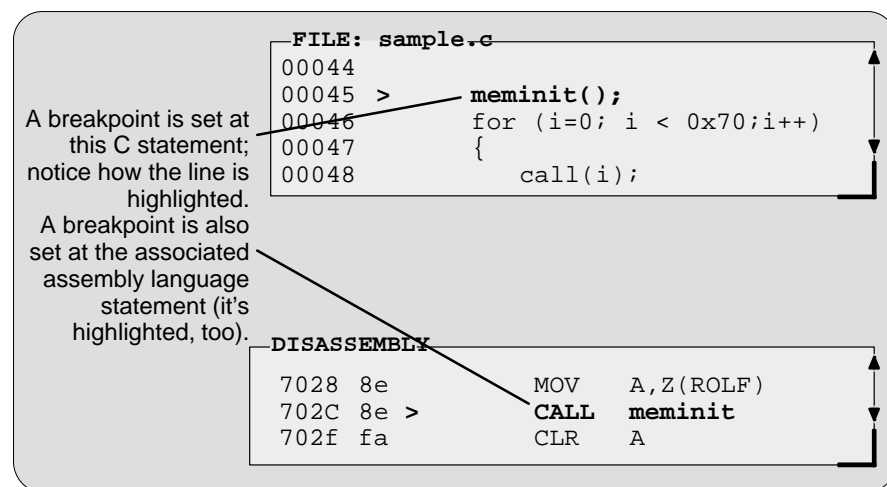 FILE: sample.c
00044
00045 > meminit();
00046 for (i=0; i < 0x70;i++)
00047 {
00048 call(i);
A breakpoint is set at
this C statement;
notice how the line is
highlighted.
A breakpoint is also
set at the associated
assembly language
statement (it's
highlighted, too).
DISASSEMBLY
7028 8e MOV A,Z(ROLF)
702C 8e > CALL meminit
702f fa CLR A